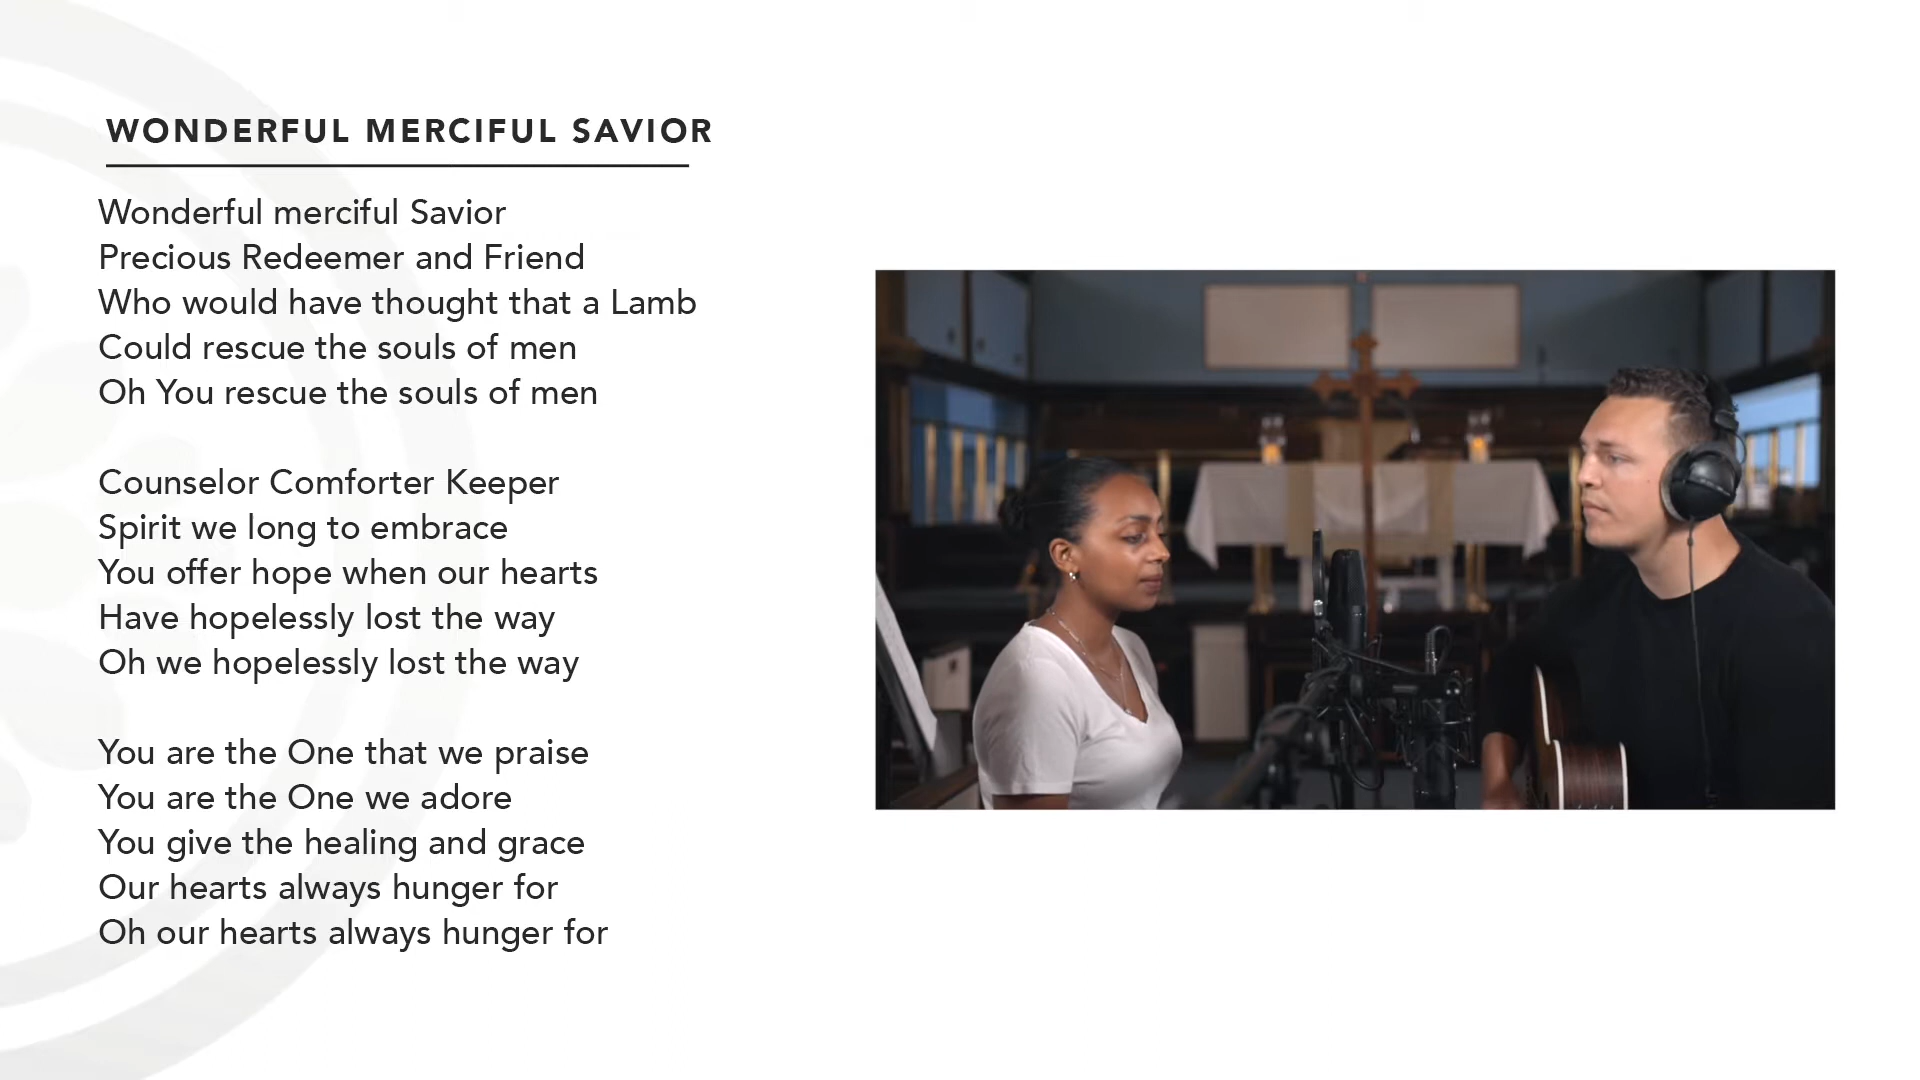 WONDERFUL MERCIFUL SAVIOR
Wonderful merciful Savior
Precious Redeemer and Friend
Who would have thought that a Lamb
Could rescue the souls of men
Oh You rescue the souls of men
Counselor Comforter Keeper
Spirit we long to embrace
You offer hope when our hearts
Have hopelessly lost the way
Oh we hopelessly lost the way
You are the One that we praise
You are the One we adore
You give the healing and grace
Our hearts always hunger for
Oh our hearts always hunger for